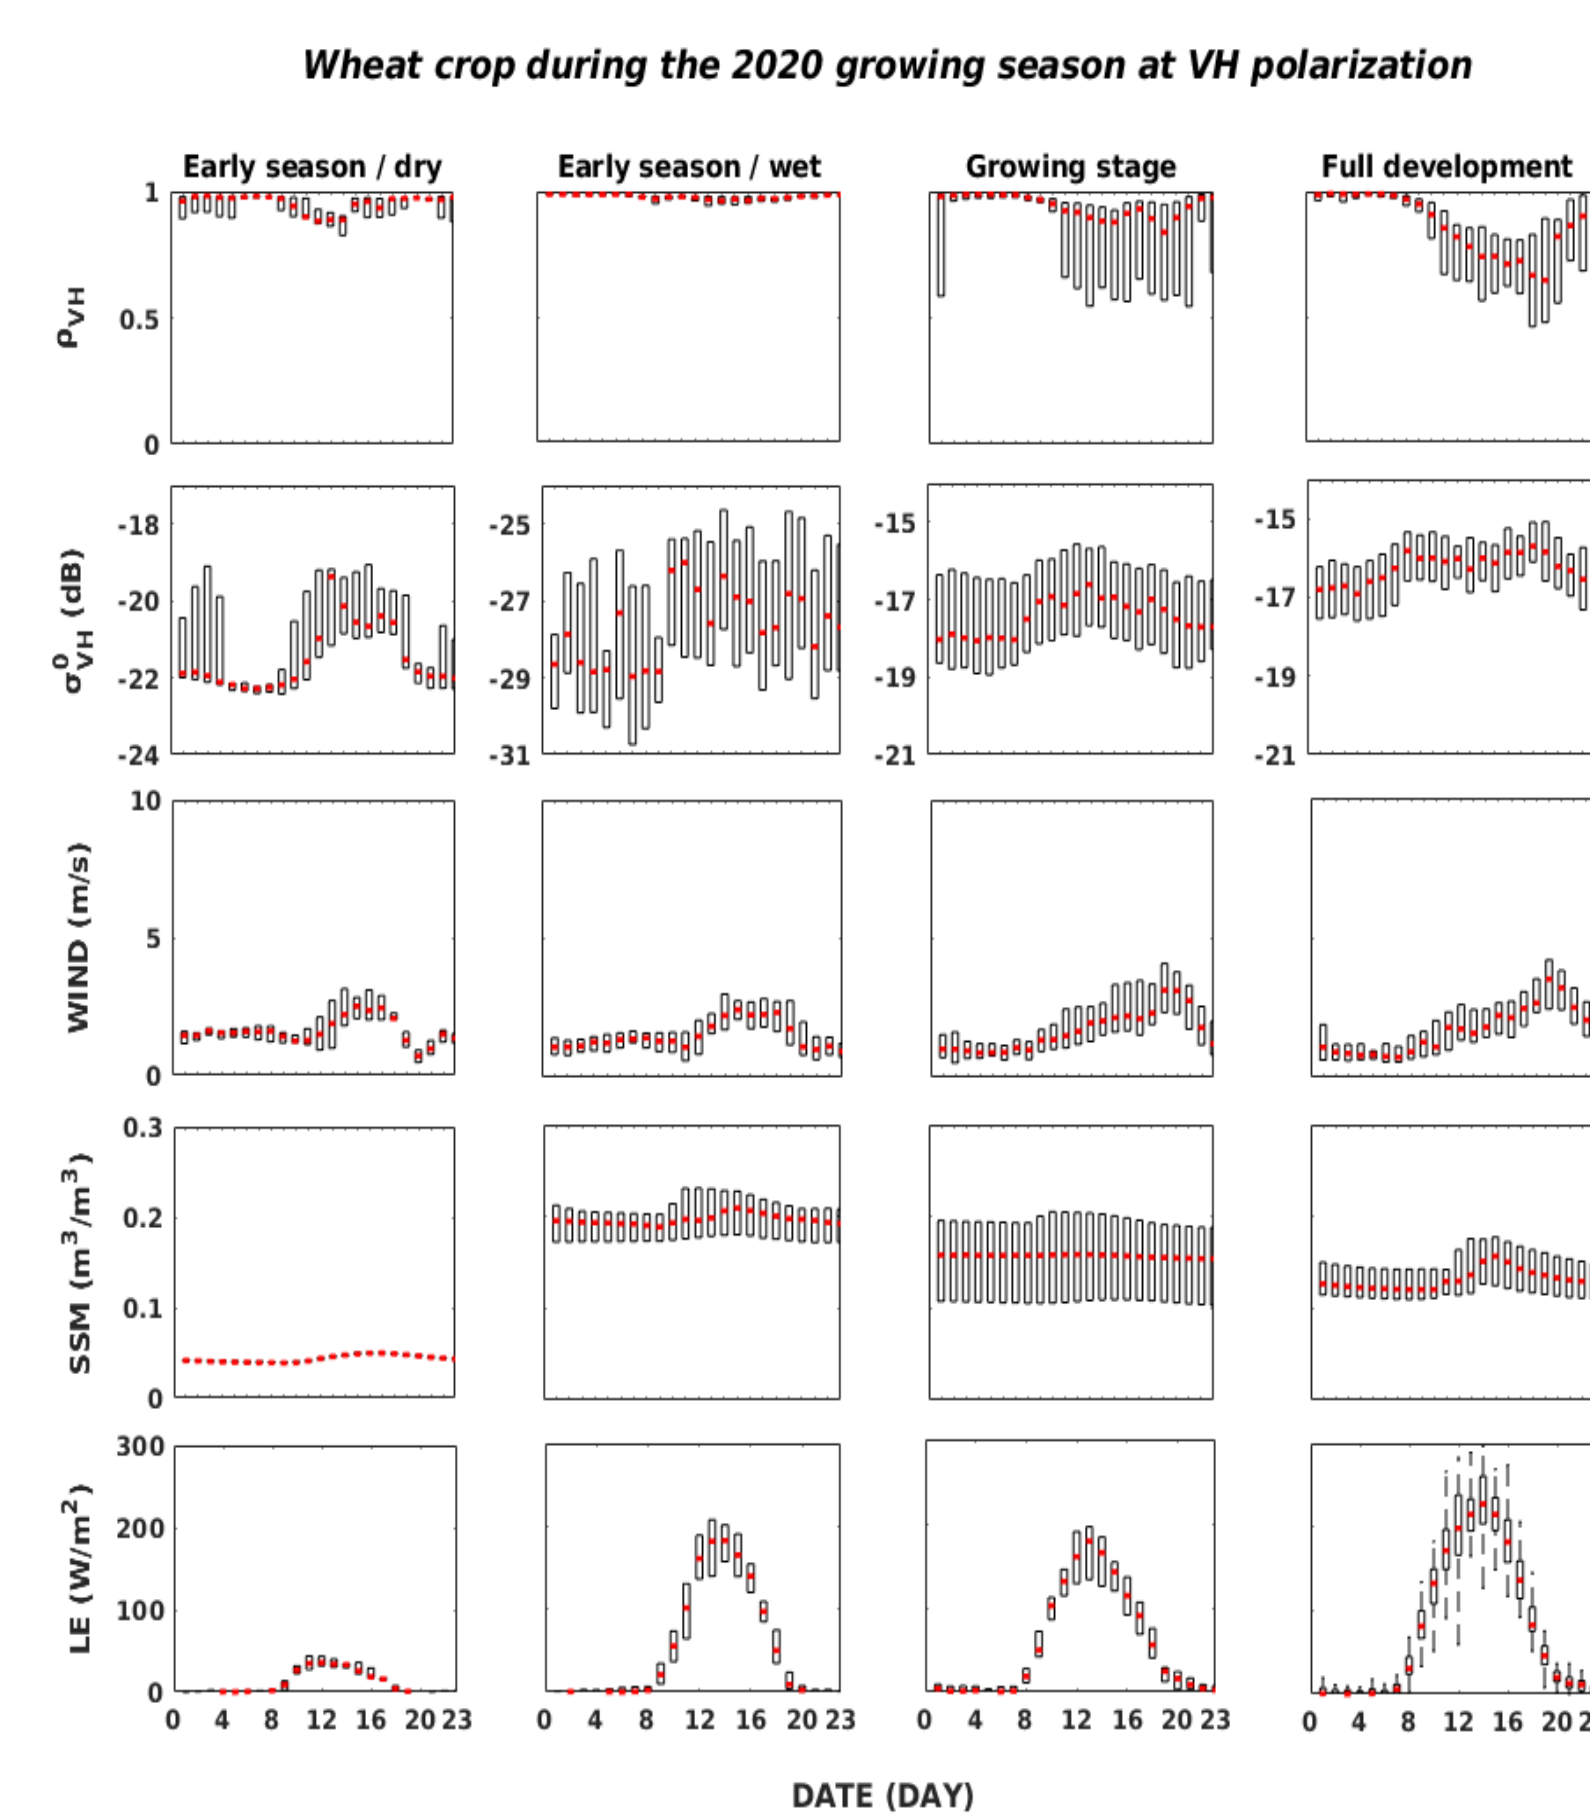 Wheat crop during the 2020 growing season at VH polarization
Early season / dry Early season / wet Growing stage Full development
1
0.5
0
ρVH
-18 -25 -15 -15
-20 -27 -17 -17
-22 -29 -19 -19
-24 -31 -21 -21
σ0VH (dB)
10
5
0
WIND (m/s)
0.3
0.2
0.1
0
SSM (m3/m3)
300
200
100
0
LE (W/m2)
0 4 8 12 16 20 23 0 4 8 12 16 20 23 0 4 8 12 16 20 23 0 4 8 12 16 20 2
DATE (DAY)